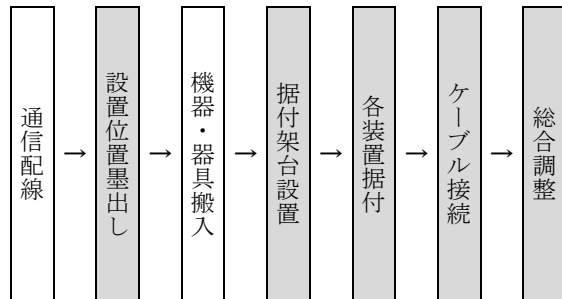 通信配線
→
設置位置墨出し
→
機器・器具搬入
→
据付架台設置
→
各装置据付
→
ケーブル接続
→
総合調整